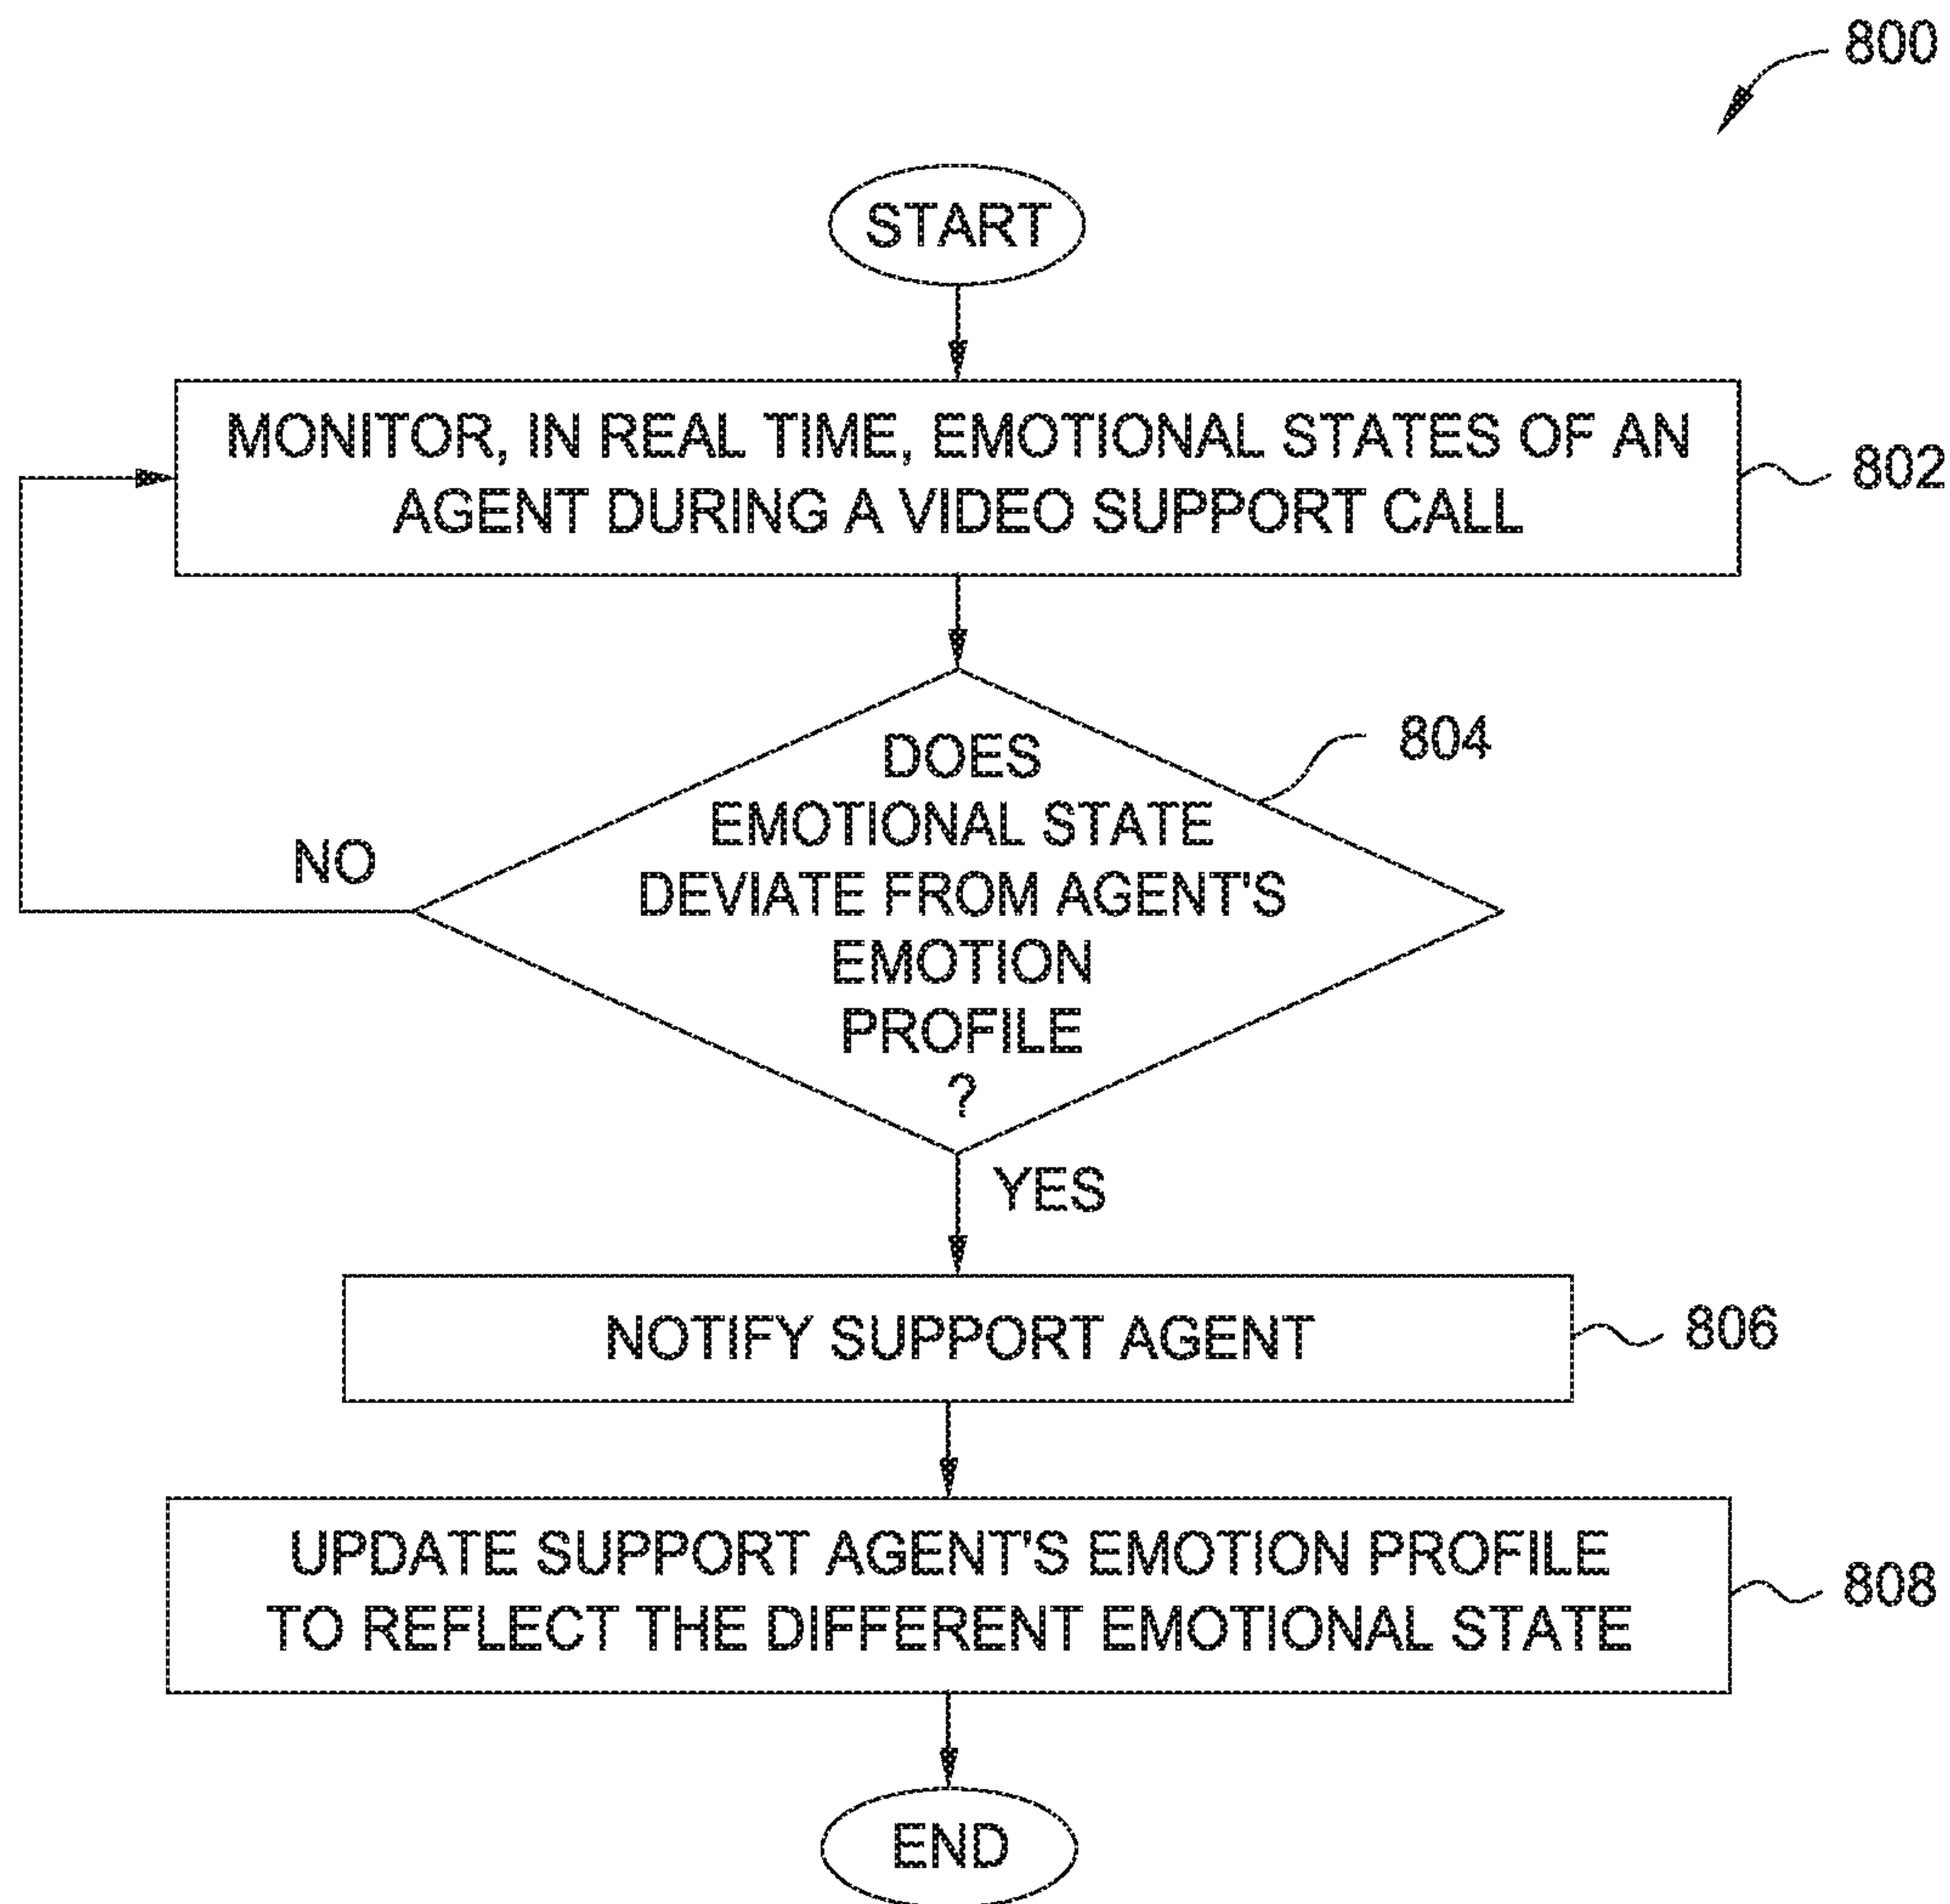 800
START
MONITOR, IN REAL TIME, EMOTIONAL STATES OF AN
AGENT DURING A VIDEO SUPPORT CALL
802
DOES
EMOTIONAL STATE
DEVIATE FROM AGENT'S
EMOTION
PROFILE
?
804
NO
YES
NOTIFY SUPPORT AGENT
806
UPDATE SUPPORT AGENT'S EMOTION PROFILE
TO REFLECT THE DIFFERENT EMOTIONAL STATE
808
END